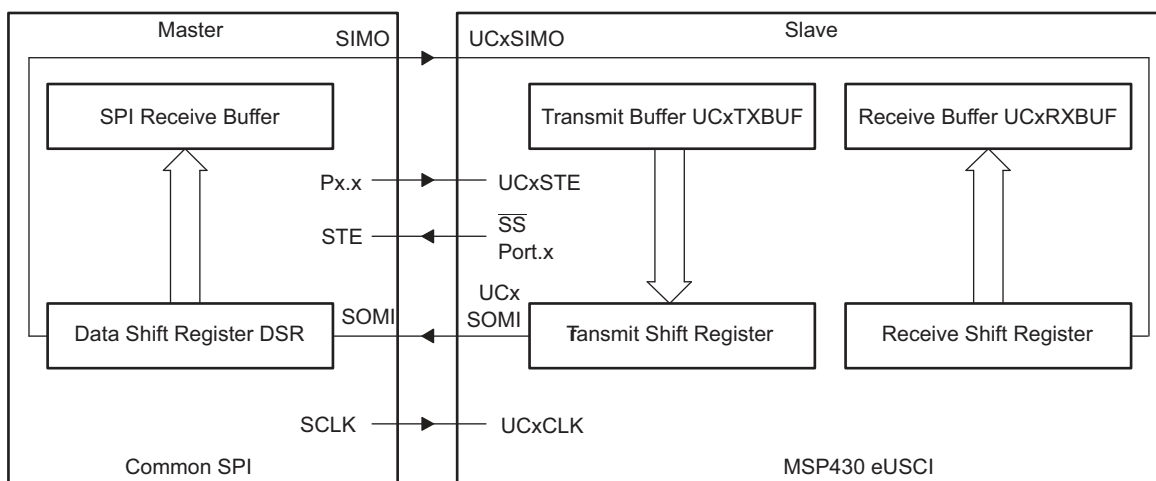 Master
Slave
SIMO
UCxSIMO
SPI Receive Buffer
Transmit Buffer UCxTXBUF
Receive Buffer UCxRXBUF
Px.x
UCxSTE
STE
SS
Port.x
SOMI
UCx
SOMI
Data Shift Register DSR
Transmit Shift Register
Receive Shift Register
SCLK
UCxCLK
Common SPI
MSP430 eUSCI